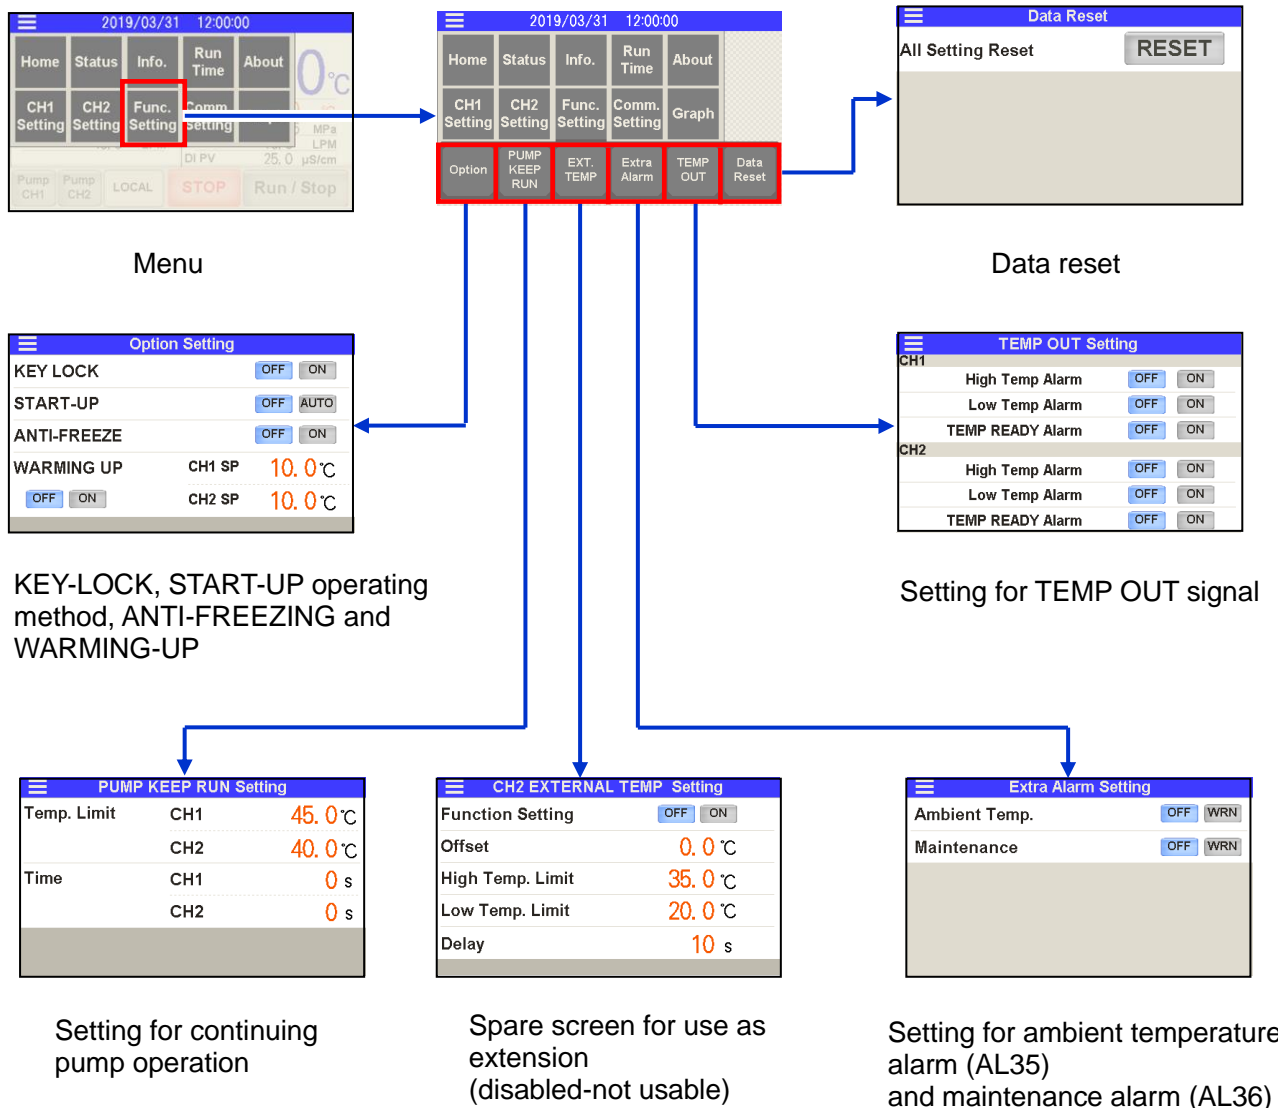 2019/03/31 12:00:00
Home Status Info. Run Time About
0℃
CH1 Setting CH2 Setting Func. Setting Comm. Setting
MPa
LPM
DI PV 25.0 μS/cm
Pump CH1 Pump CH2 LOCAL STOP Run / Stop
Menu
2019/03/31 12:00:00
Home Status Info. Run Time About
CH1 Setting CH2 Setting Func. Setting Comm. Setting Graph
Option PUMP KEEP RUN EXT. TEMP Extra Alarm TEMP OUT Data Reset
Data Reset
All Setting Reset RESET
Data reset
Option Setting
KEY LOCK OFF ON
START-UP OFF AUTO
ANTI-FREEZE OFF ON
WARMING UP CH1 SP 10.0℃
OFF ON CH2 SP 10.0℃
KEY-LOCK, START-UP operating
method, ANTI-FREEZING and
WARMING-UP
TEMP OUT Setting
CH1
High Temp Alarm OFF ON
Low Temp Alarm OFF ON
TEMP READY Alarm OFF ON
CH2
High Temp Alarm OFF ON
Low Temp Alarm OFF ON
TEMP READY Alarm OFF ON
Setting for TEMP OUT signal
PUMP KEEP RUN Setting
Temp. Limit CH1 45.0℃
CH2 40.0℃
Time CH1 0 s
CH2 0 s
Setting for continuing
pump operation
CH2 EXTERNAL TEMP Setting
Function Setting OFF ON
Offset 0.0 ℃
High Temp. Limit 35.0 ℃
Low Temp. Limit 20.0 ℃
Delay 10 s
Spare screen for use as
extension
(disabled-not usable)
Extra Alarm Setting
Ambient Temp. OFF WRN
Maintenance OFF WRN
Setting for ambient temperature
alarm (AL35)
and maintenance alarm (AL36)